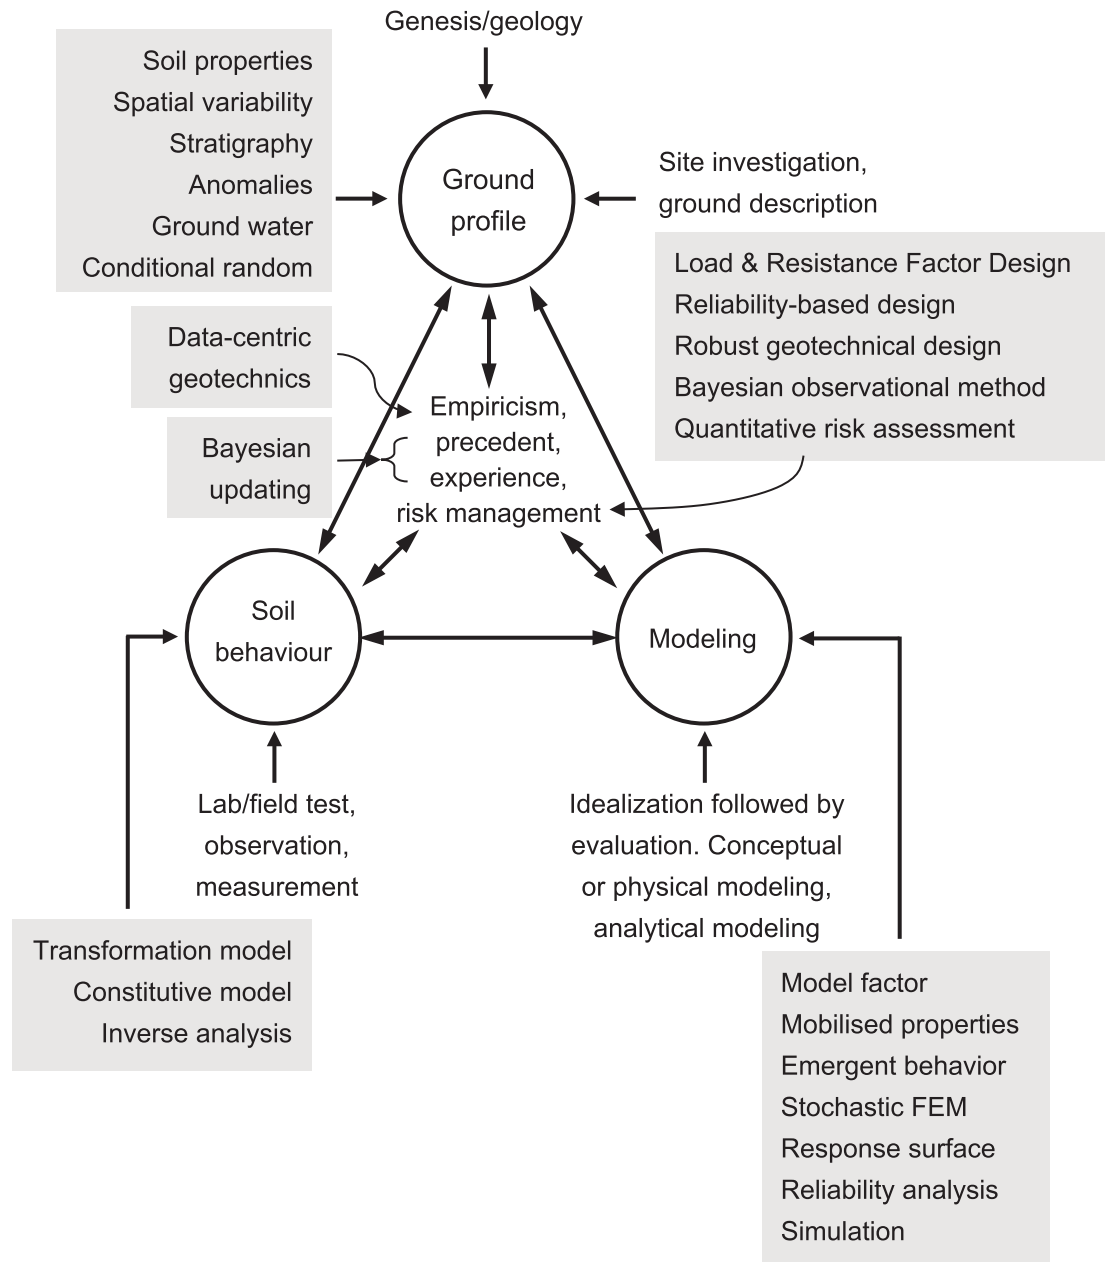 Genesis/geology
Soil properties
Spatial variability
Stratigraphy
Anomalies
Ground water
Conditional random
Ground
profile
Site investigation,
ground description
Load & Resistance Factor Design
Reliability-based design
Robust geotechnical design
Bayesian observational method
Quantitative risk assessment
Data-centric
geotechnics
Bayesian
updating
Empiricism,
precedent,
experience,
risk management
Soil
behaviour
Modeling
Lab/field test,
observation,
measurement
Idealization followed by
evaluation. Conceptual
or physical modeling,
analytical modeling
Transformation model
Constitutive model
Inverse analysis
Model factor
Mobilised properties
Emergent behavior
Stochastic FEM
Response surface
Reliability analysis
Simulation